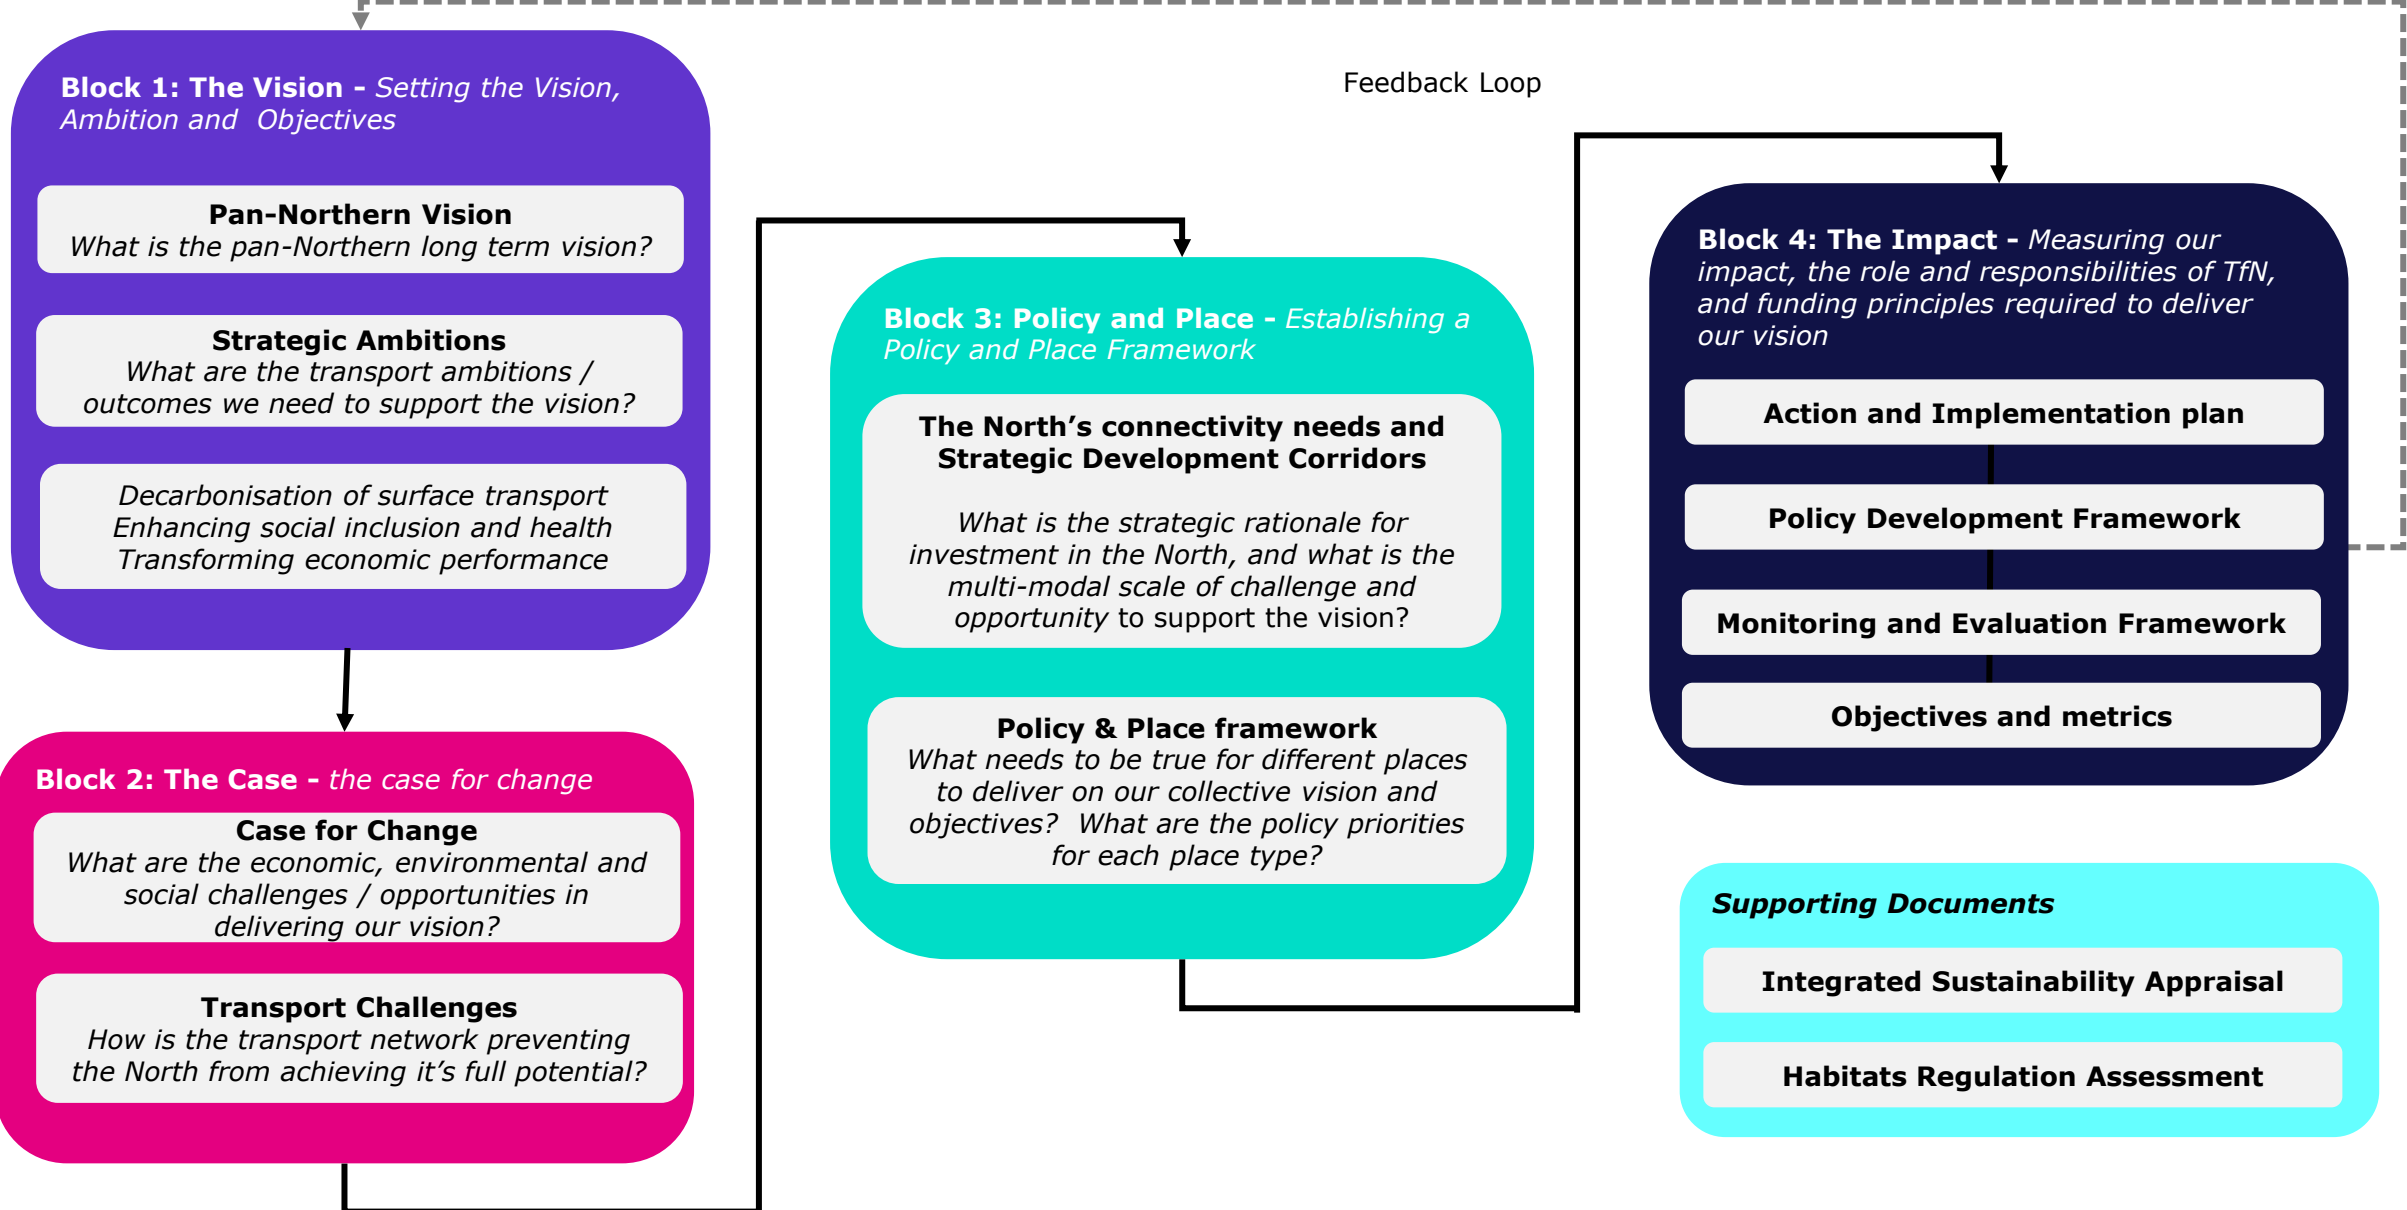 Feedback Loop
Block 1: The Vision - Setting the Vision,
Ambition and  Objectives
Pan-Northern Vision
What is the pan-Northern long term vision?
Strategic Ambitions
What are the transport ambitions /
outcomes we need to support the vision?
Decarbonisation of surface transport
Enhancing social inclusion and health
Transforming economic performance
Block 2: The Case - the case for change
Case for Change
What are the economic, environmental and
social challenges / opportunities in
delivering our vision?
Transport Challenges
How is the transport network preventing
the North from achieving it’s full potential?
Block 3: Policy and Place - Establishing a
Policy and Place Framework
The North’s connectivity needs and
Strategic Development Corridors
What is the strategic rationale for
investment in the North, and what is the
multi-modal scale of challenge and
opportunity to support the vision?
Policy & Place framework
What needs to be true for different places
to deliver on our collective vision and
objectives?  What are the policy priorities
for each place type?
Block 4: The Impact - Measuring our
impact, the role and responsibilities of TfN,
and funding principles required to deliver
our vision
Action and Implementation plan
Policy Development Framework
Monitoring and Evaluation Framework
Objectives and metrics
Supporting Documents
Integrated Sustainability Appraisal
Habitats Regulation Assessment